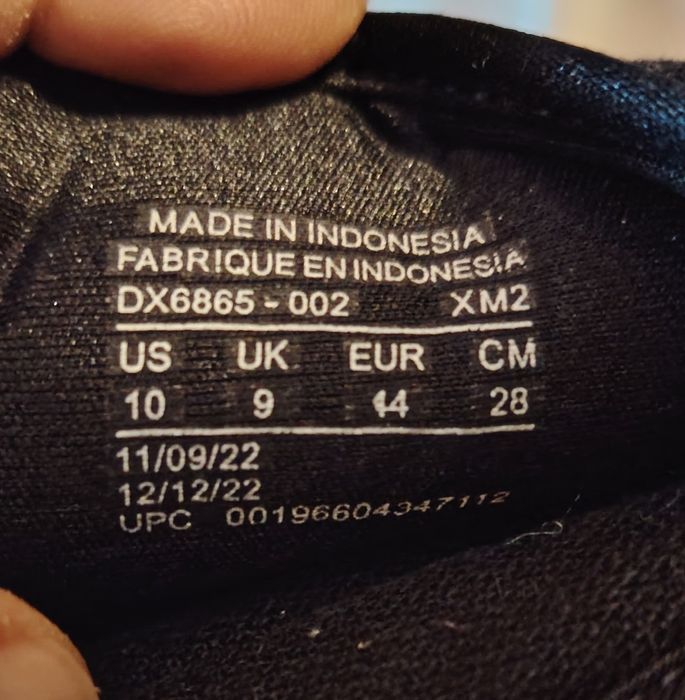 MADE IN INDONESIA
FABRIQUE EN INDONESIA
DX6865-002 XM2
US UK EUR CM
10 9 44 28
11/09/22
12/12/22
UPC 00196604347112